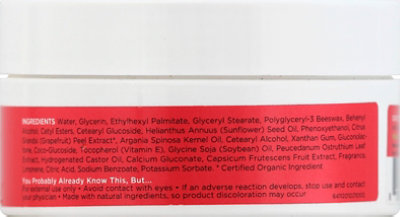 INGREDIENTS Water, Glycerin, Ethylhexyl Palmitate, Glyceryl Stearate, Polyglyceryl-3 Beeswax, Behenyl
Alcohol, Cetyl Esters, Cetearyl Glucoside, Helianthus Annuus (Sunflower) Seed Oil, Phenoxyethanol, Citrus
Grandis (Grapefruit) Peel Extract*, Argania Spinosa Kernel Oil, Cetearyl Alcohol, Xanthan Gum, Gluconolac-
tone, Coco-Glucoside, Tocopherol (Vitamin E), Glycine Soja (Soybean) Oil, Peucedanum Ostruthium Leaf
Extract, Hydrogenated Castor Oil, Calcium Gluconate, Capsicum Frutescens Fruit Extract, Fragrance,
Limonene, Citric Acid, Sodium Benzoate, Potassium Sorbate. * Certified Organic Ingredient
You Probably Already Know This, But...
For external use only • Avoid contact with eyes • If an adverse reaction develops, stop use and contact
your physician • Made with natural ingredients, so product discoloration may occur